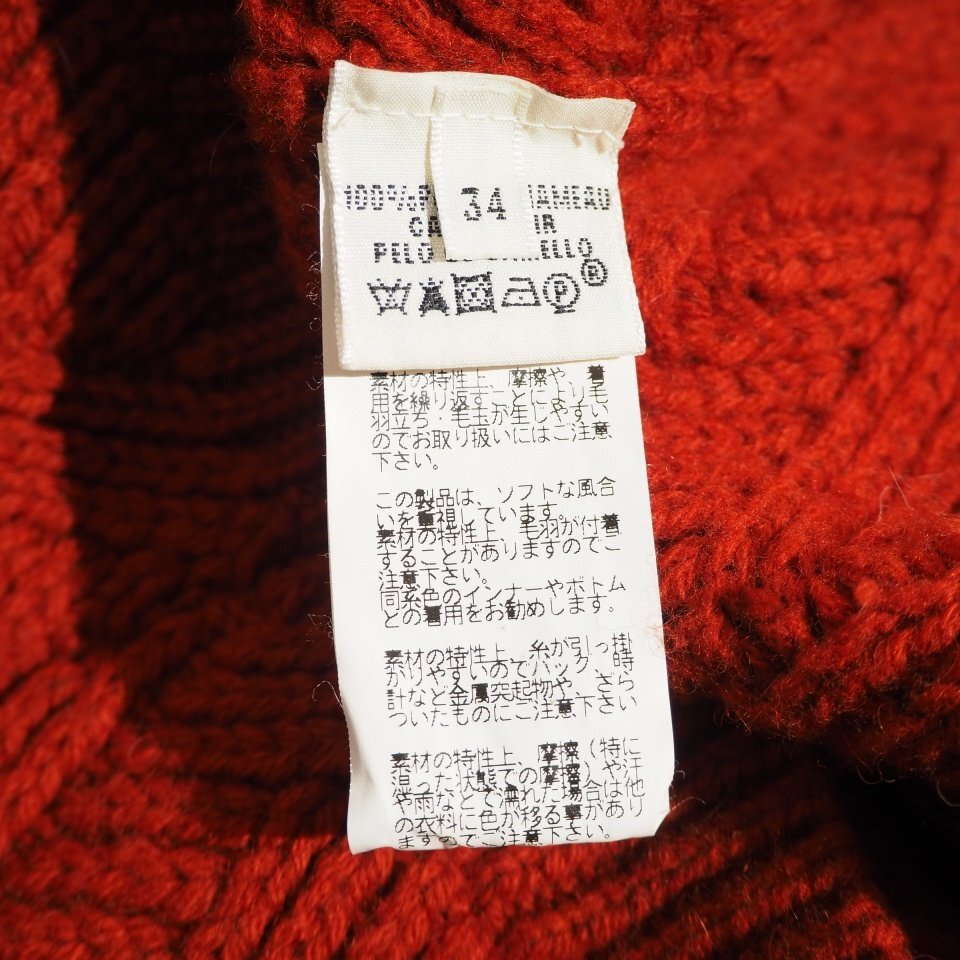 34
100%
PELO
P
R
素材の特性上、摩擦や、着
用を繰り返すことにより毛
羽立ち・毛玉が生じやすい
のでお取り扱いにはご注意
下さい。
この製品は、ソフトな風合
いを重視しています。
素材の特性上、毛羽が付着
することがありますのでご
注意下さい。
同系色のインナーやボトム
との着用をお勧めします。
素材の特性上、糸が引っ掛
かりやすいのでバッグ、時
計など金属突起物や、ざら
ついたものにご注意下さい
素材の特性上、摩擦（特に
湿った状態での摩擦）や汗
や雨などで濡れた場合は他
の衣料に色が移る事があり
ますのでご注意下さい。